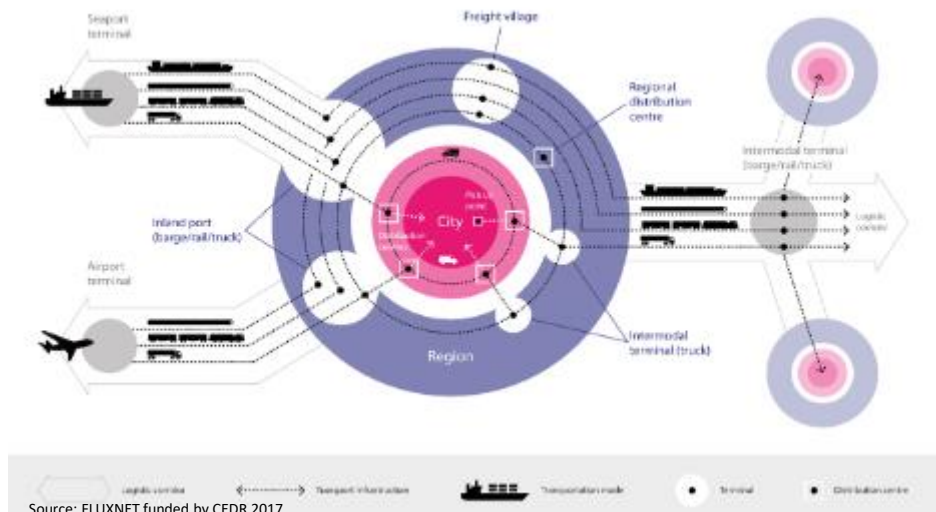 Seaport
terminal
Freight village
Regional
distribution
centre
Intermodal terminal
(barge/rail/truck)
City
Inland port
(barge/rail/truck)
Airport
terminal
Region
Intermodal
terminal (truck)
Logistic corridor
Transport infrastructure
Transportation mode
Terminal
Distribution centre
Source: FLUXNET funded by CEDR 2017